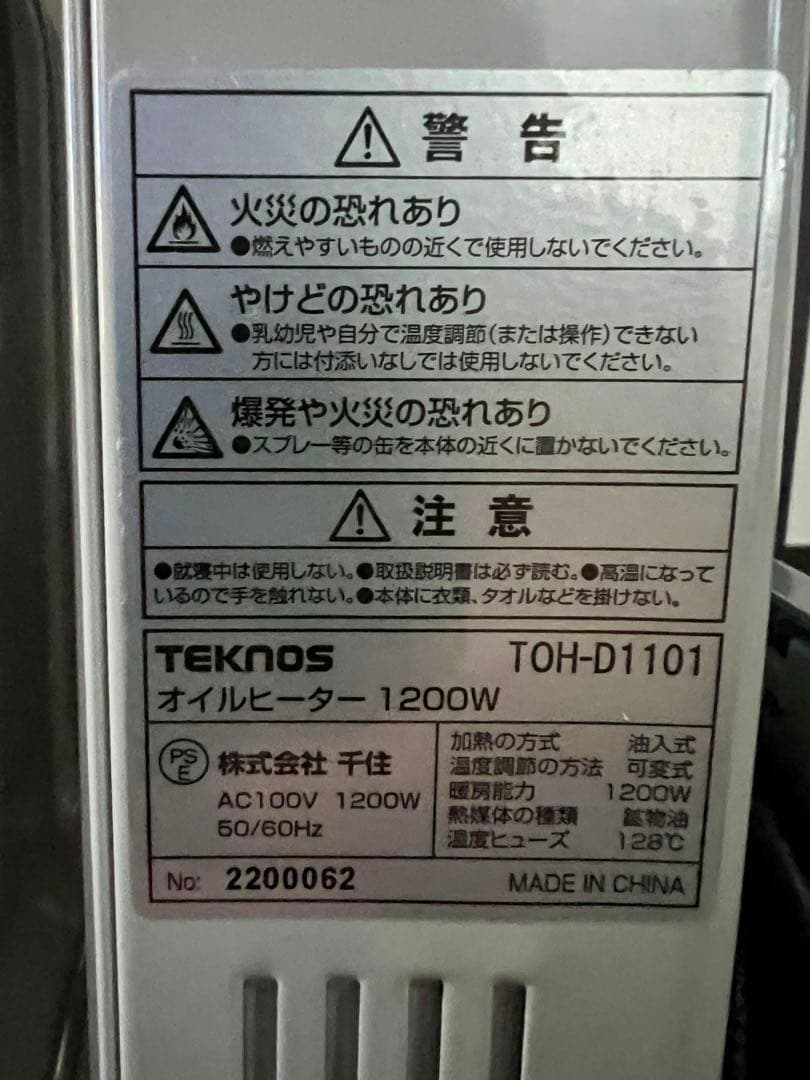 警 告
火災の恐れあり
●燃えやすいものの近くで使用しないでください。
やけどの恐れあり
●乳幼児や自分で温度調節(または操作)できない
方には付添いなしでは使用しないでください。
爆発や火災の恐れあり
●スプレー等の缶を本体の近くに置かないでください。
注 意
●就寝中は使用しない。●取扱説明書は必ず読む。●高温になって
いるので手を触れない。●本体に衣類、タオルなどを掛けない。
TEKNOS TOH-D1101
オイルヒーター 1200W
PSE 株式会社 千住
AC100V 1200W
50/60Hz
加熱の方式 油入式
温度調節の方法 可変式
暖房能力 1200W
熱媒体の種類 鉱物油
温度ヒューズ 128℃
No: 2200062 MADE IN CHINA